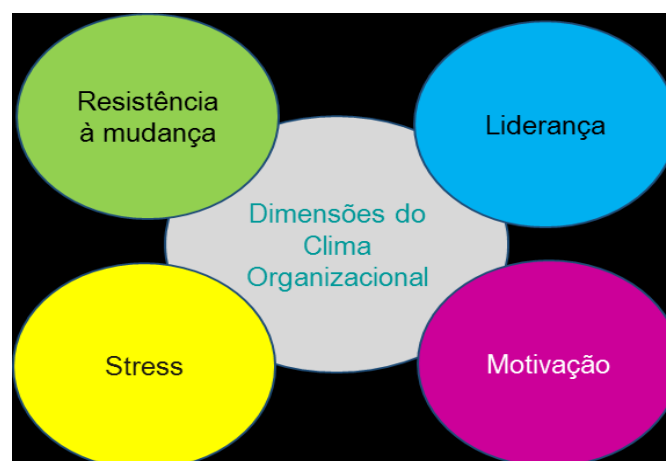 Resistência
à mudança
Liderança
Dimensões do
Clima
Organizacional
Stress
Motivação